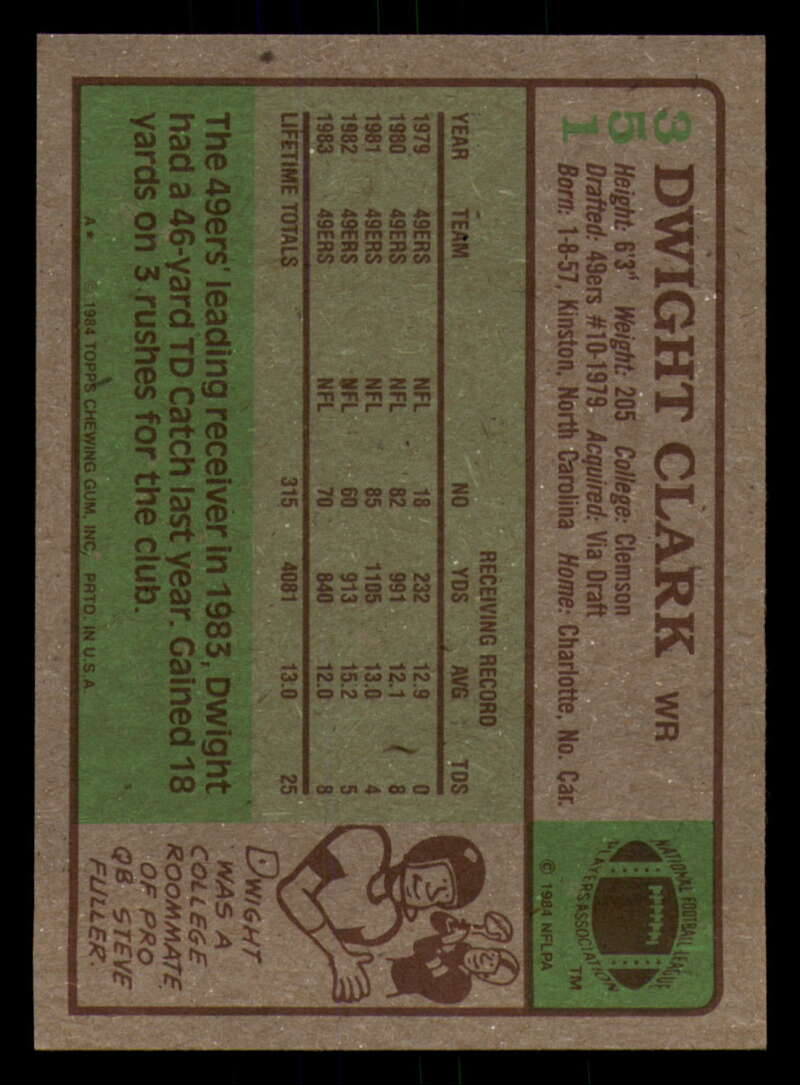 351
DWIGHT CLARK WR
Height: 6'3" Weight: 205 College: Clemson
Drafted: 49ers #10-1979 Acquired: Via Draft
Born: 1-8-57, Kinston, North Carolina Home: Charlotte, No. Car.
NATIONAL FOOTBALL LEAGUE
PLAYERS ASSOCIATION
TM
© 1984 NFLPA
RECEIVING RECORD
YEAR TEAM NO YDS AVG TDS
1979 49ERS NFL 18 232 12.9 0
1980 49ERS NFL 82 991 12.1 8
1981 49ERS NFL 85 1105 13.0 4
1982 49ERS NFL 60 913 15.2 5
1983 49ERS NFL 70 840 12.0 8
LIFETIME TOTALS 315 4081 13.0 25
The 49ers' leading receiver in 1983, Dwight
had a 46-yard TD Catch last year. Gained 18
yards on 3 rushes for the club.
A* © 1984 TOPPS CHEWING GUM, INC. PRTD. IN U.S.A.
DWIGHT
WAS A
COLLEGE
ROOMMATE
OF PRO
QB STEVE
FULLER.